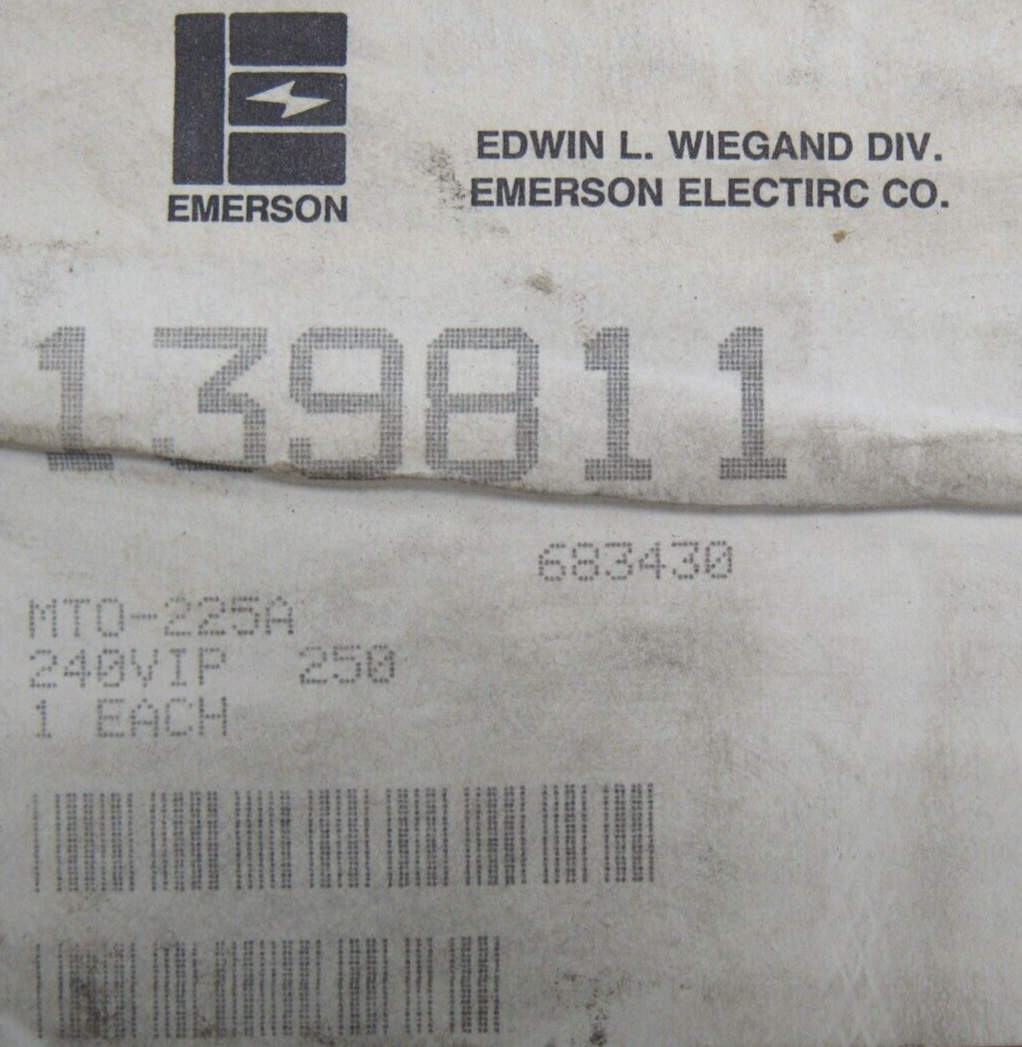 EMERSON
EDWIN L. WIEGAND DIV.
EMERSON ELECTIRC CO.
139811
683430
MTO-225A
240VIP 250
1 EACH